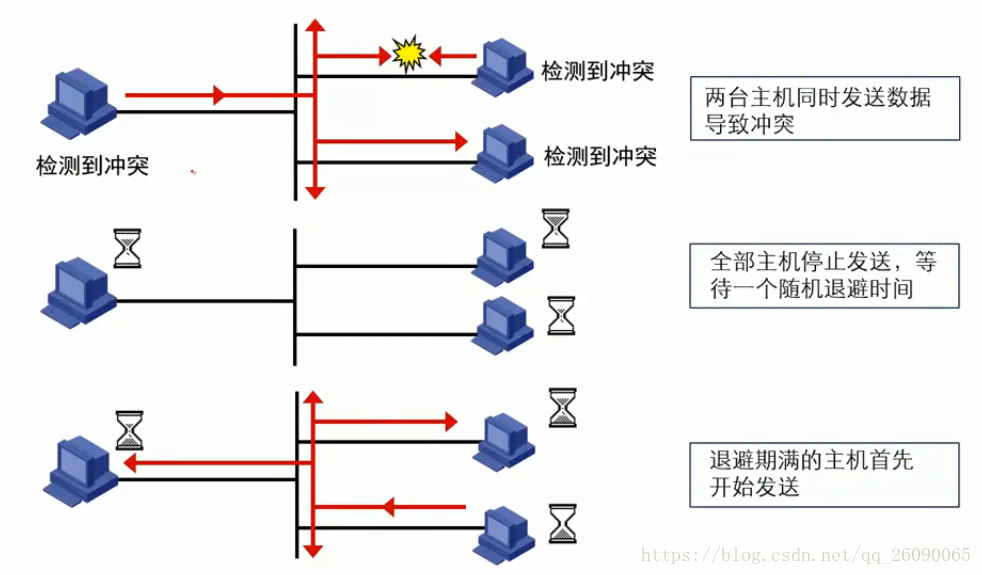 检测到冲突
检测到冲突
检测到冲突
两台主机同时发送数据
导致冲突
全部主机停止发送，等
待一个随机退避时间
退避期满的主机首先
开始发送
https://blog.csdn.net/qq_26090065